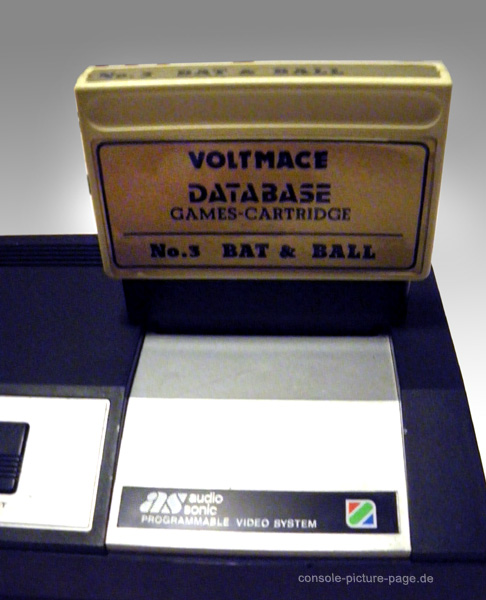 No. 3 BAT & BALL
VOLTMACE
DATABASE
GAMES-CARTRIDGE
No.3 BAT & BALL
as audio
sonic
PROGRAMMABLE VIDEO SYSTEM
console-picture-page.de